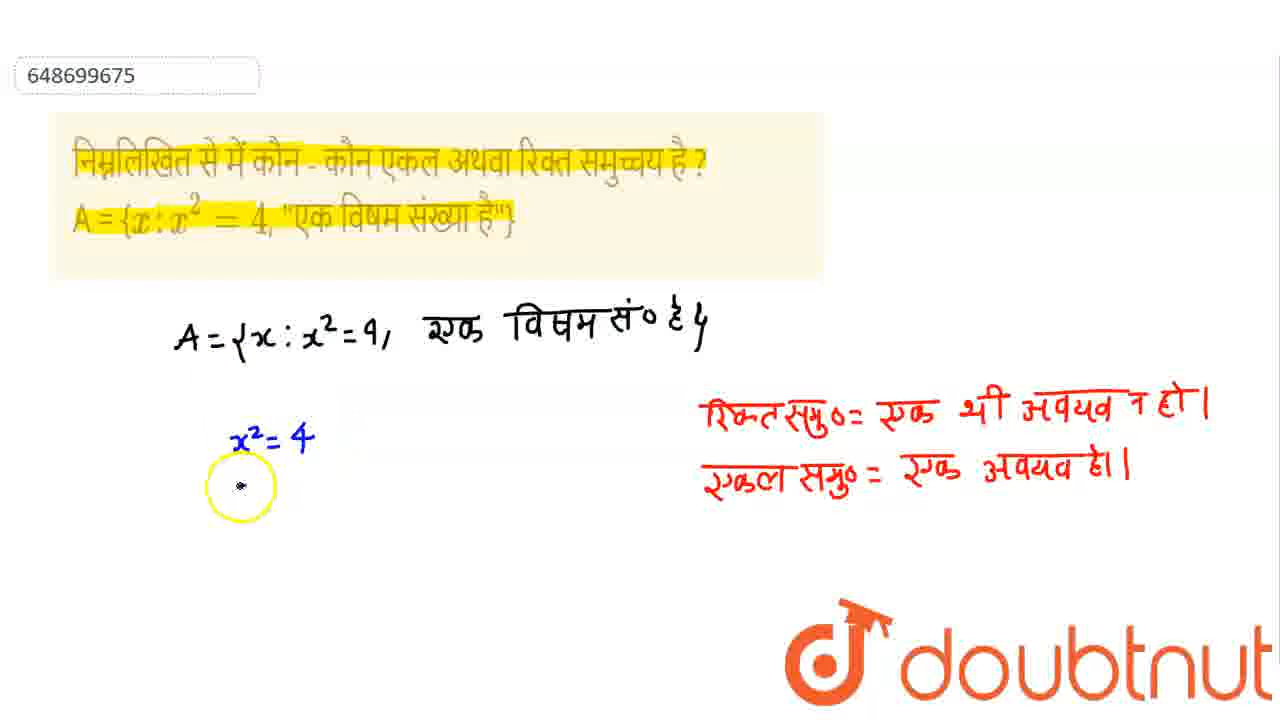 648699675
निम्नलिखित से में कौन - कौन एकल अथवा रिक्त समुच्चय है ?
A = {x : x² = 4, "एक विषम संख्या है"}
A = {x : x² = 4, एक विषम सं० है}
x² = 4
रिक्त समु० = एक भी अवयव न हो।
एकल समु० = एक अवयव हो।
doubtnut